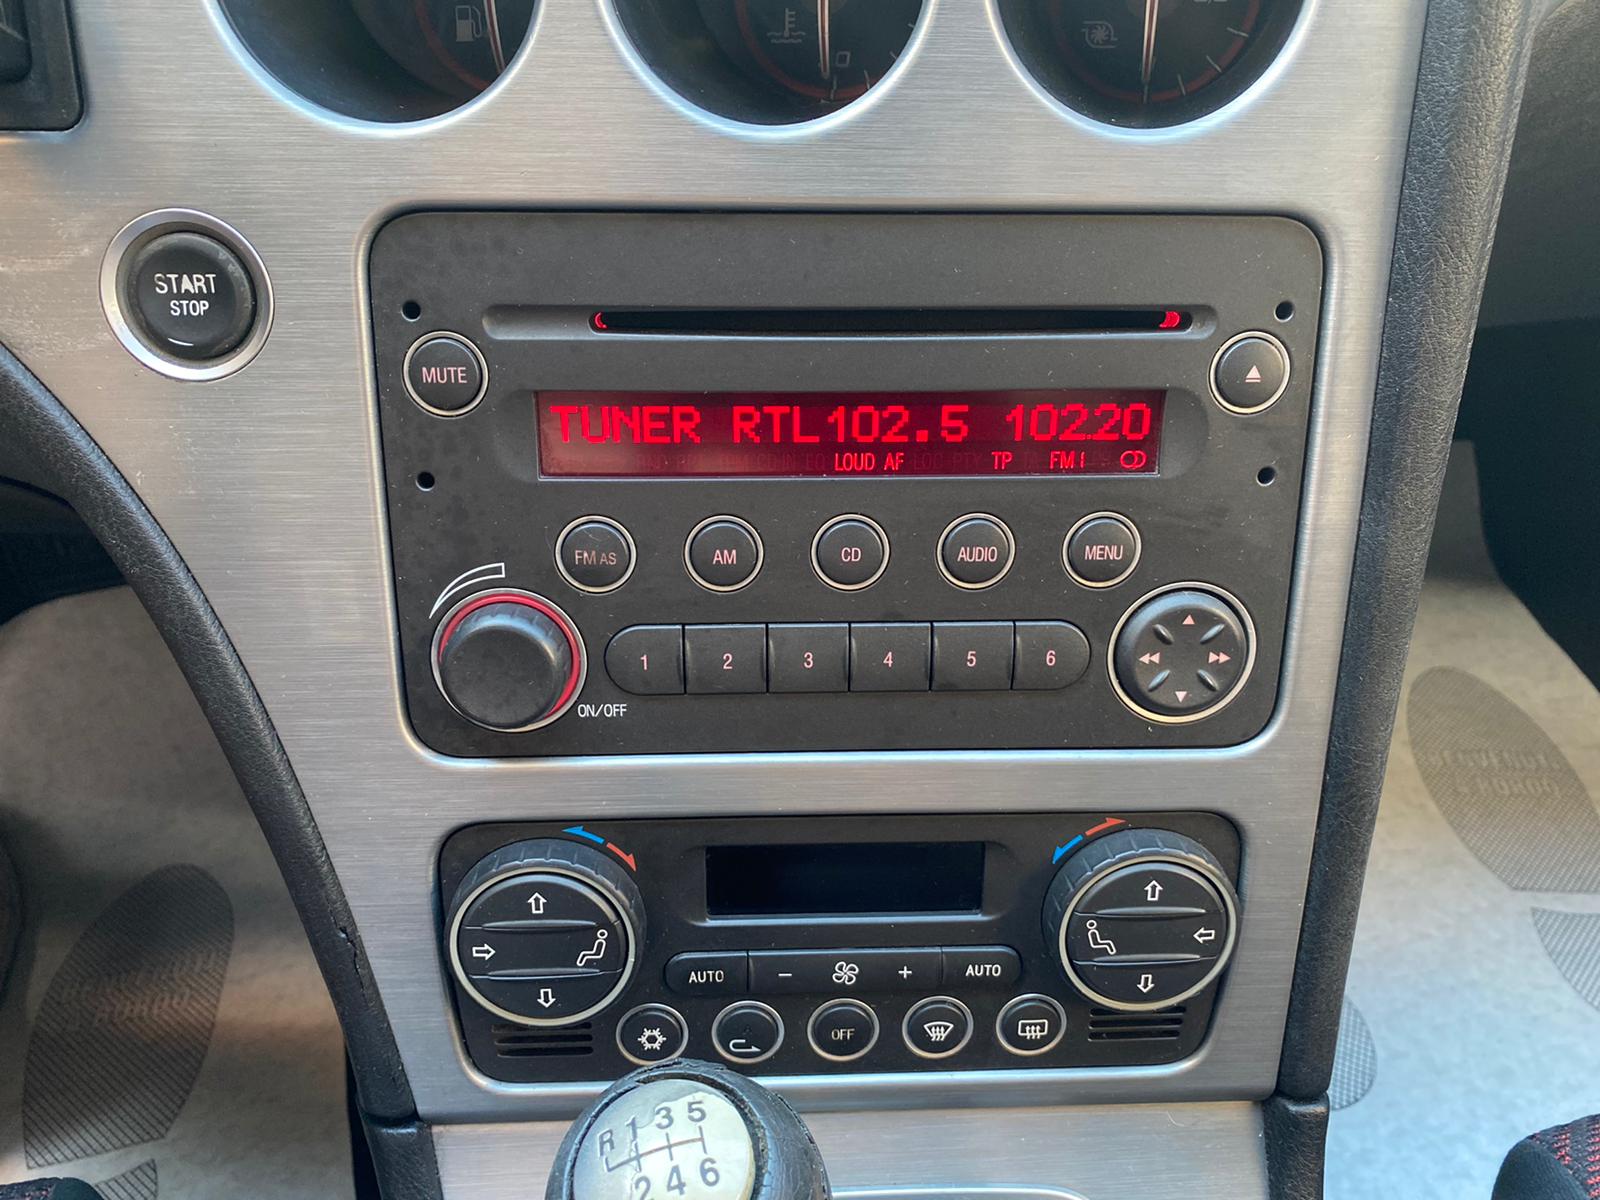 START
STOP
MUTE
TUNER RTL102.5 102.20
LOUD AF TP FM1
FM AS
AM
CD
AUDIO
MENU
1
2
3
4
5
6
ON/OFF
AUTO
- +
AUTO
OFF
R 1 3 5
2 4 6